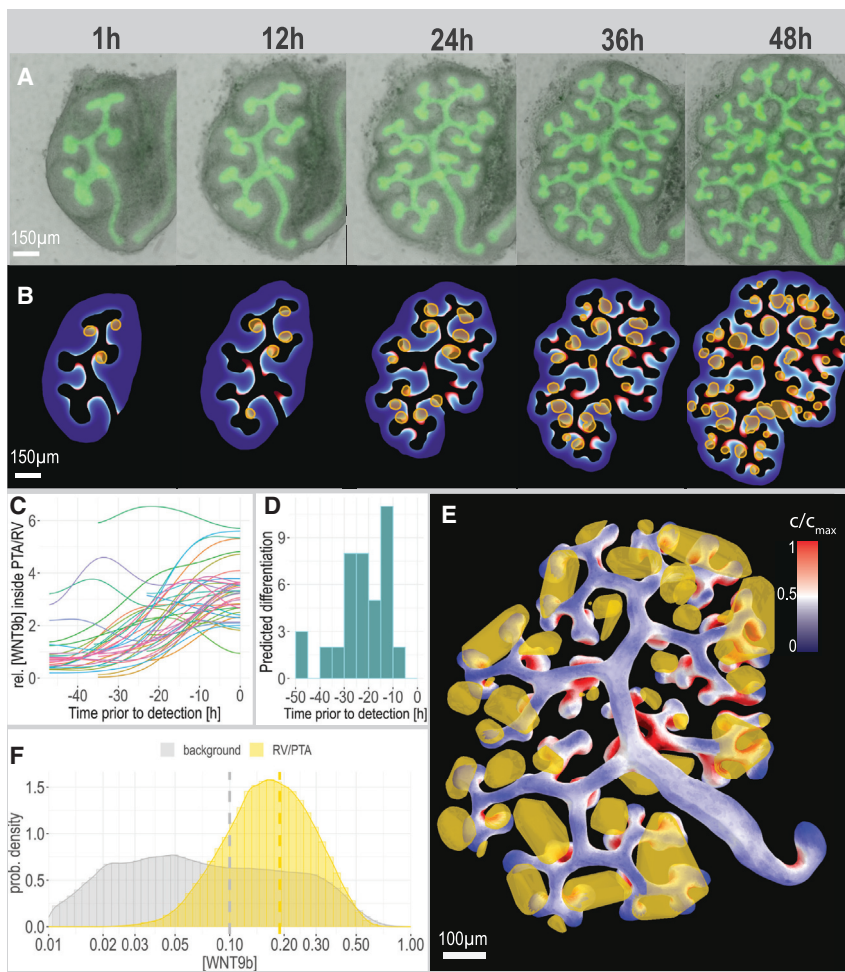 1h 12h 24h 36h 48h
A
150µm
B
150µm
C
rel. [WNT9b] inside PTA/RV
6
4
2
0
-40 -30 -20 -10 0
Time prior to detection [h]
D
Predicted differentiation
9
6
3
0
-50 -40 -30 -20 -10 0
Time prior to detection [h]
E
c/cmax
1
0.5
0
100µm
F
background RV/PTA
prob. density
1.5
1.0
0.5
0.0
0.01 0.02 0.03 0.05 0.10 0.20 0.30 0.50 1.00
[WNT9b]